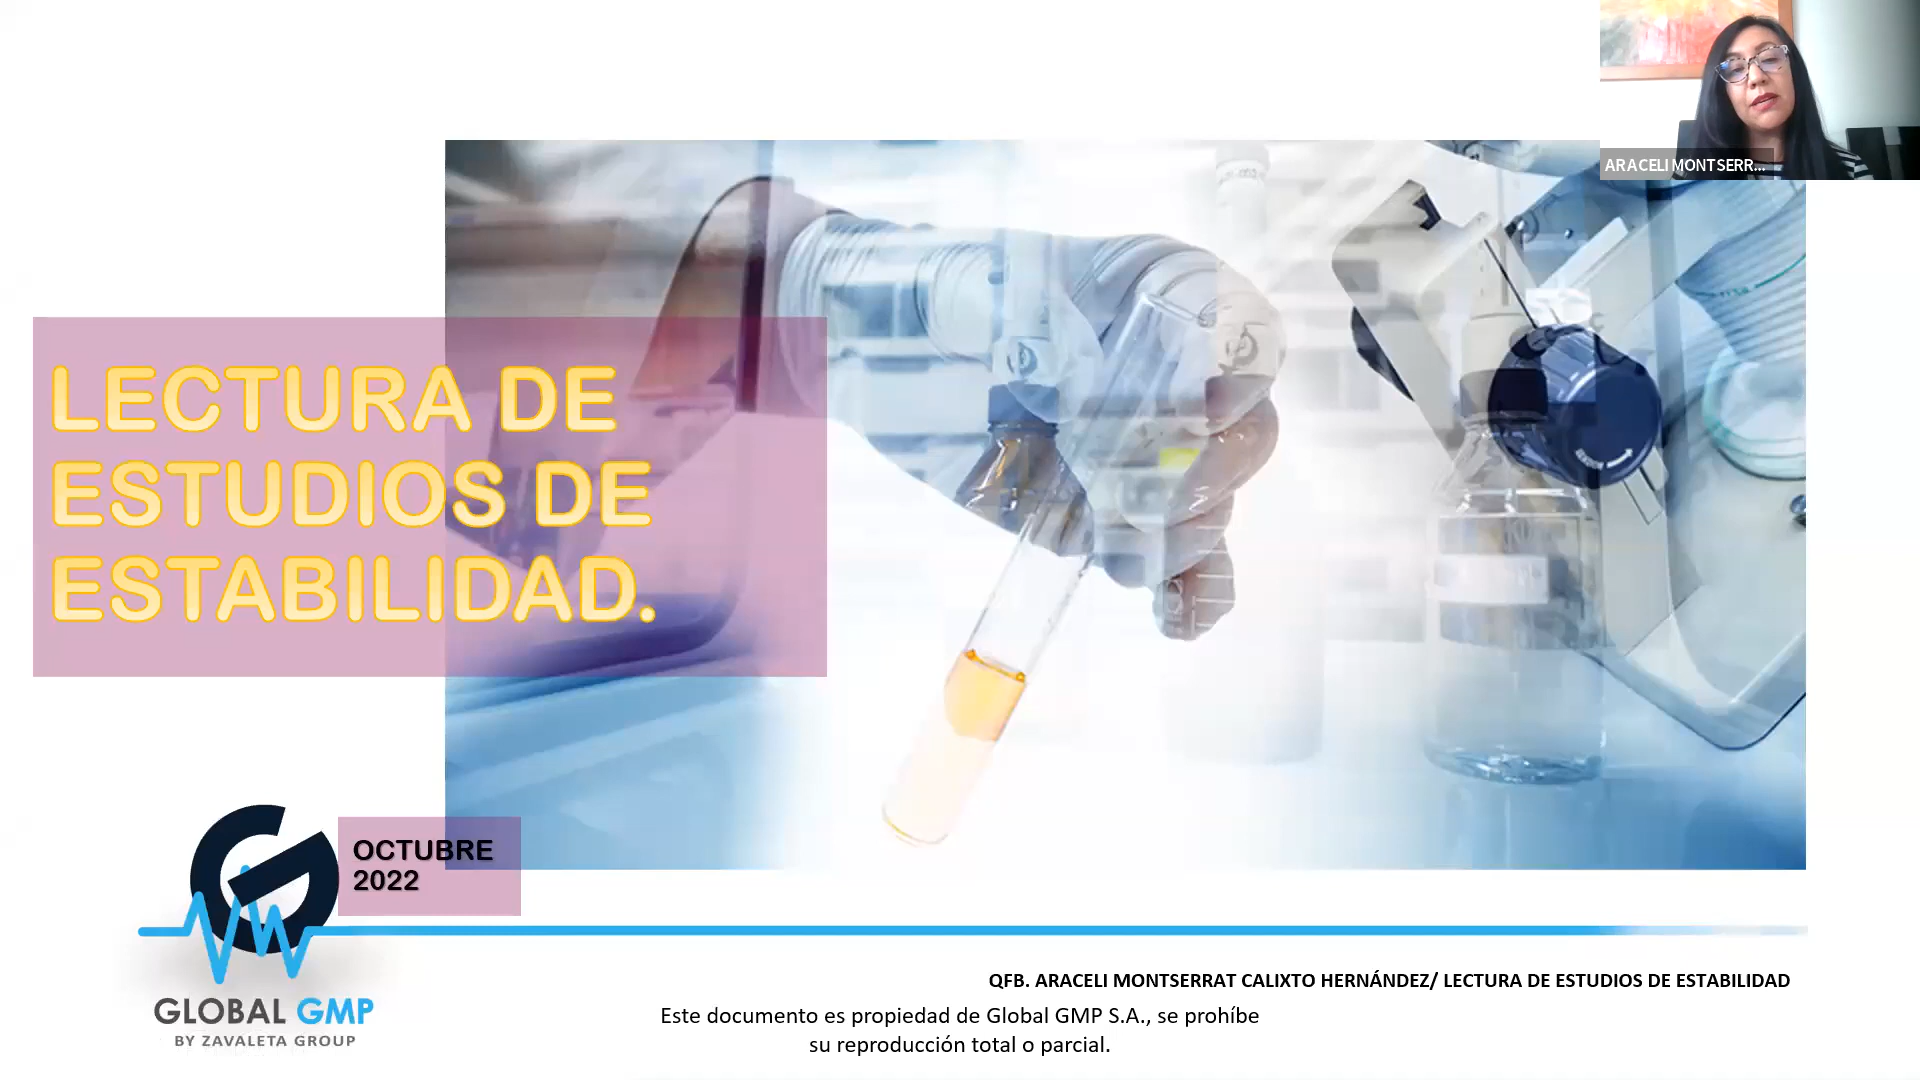 ARACELI MONTSERR...
LECTURA DE
ESTUDIOS DE
ESTABILIDAD.
OCTUBRE
2022
GLOBAL GMP
BY ZAVALETA GROUP
QFB. ARACELI MONTSERRAT CALIXTO HERNÁNDEZ/ LECTURA DE ESTUDIOS DE ESTABILIDAD
Este documento es propiedad de Global GMP S.A., se prohíbe
su reproducción total o parcial.